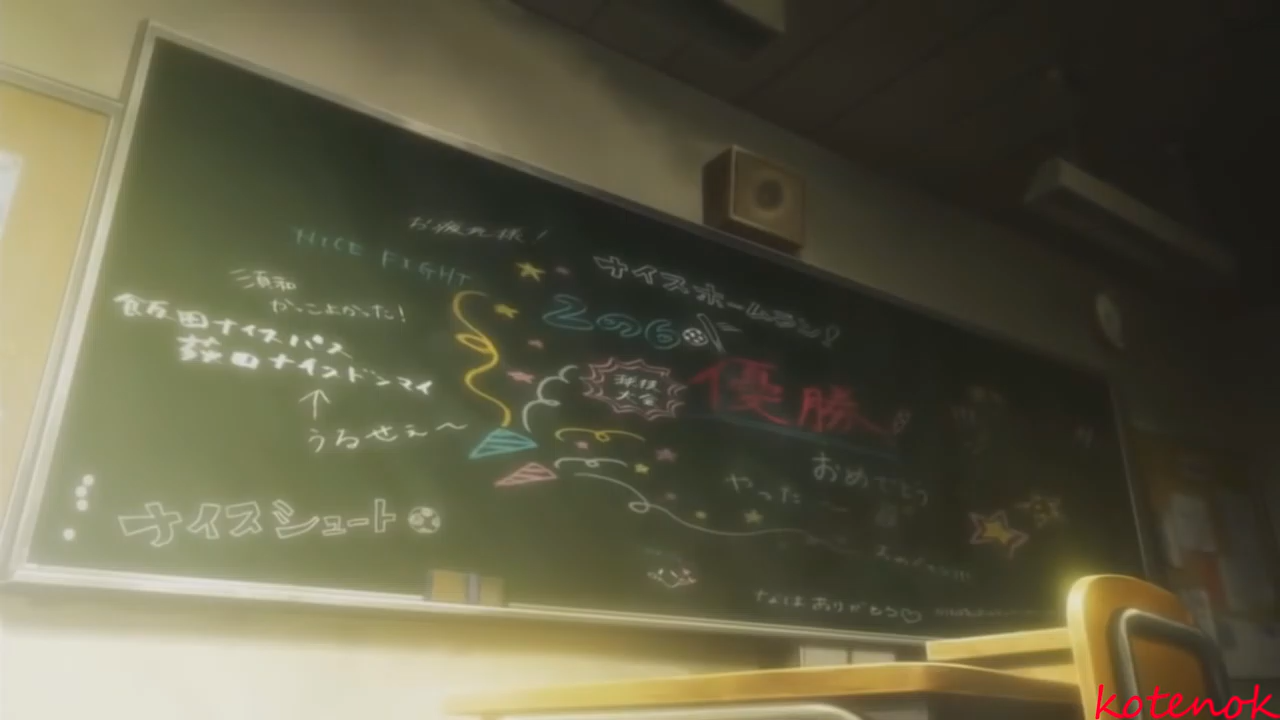 お疲れ様!
NICE FIGHT
須和
かっこよかった!
飯田ナイスパス
荻田ナイスドンマイ
↑
うるせぇ〜
ナイスシュート
ナイスホームラン!
2の6
球技
大会
優勝
おめでとう
やった
ありがとう♡
kotenok